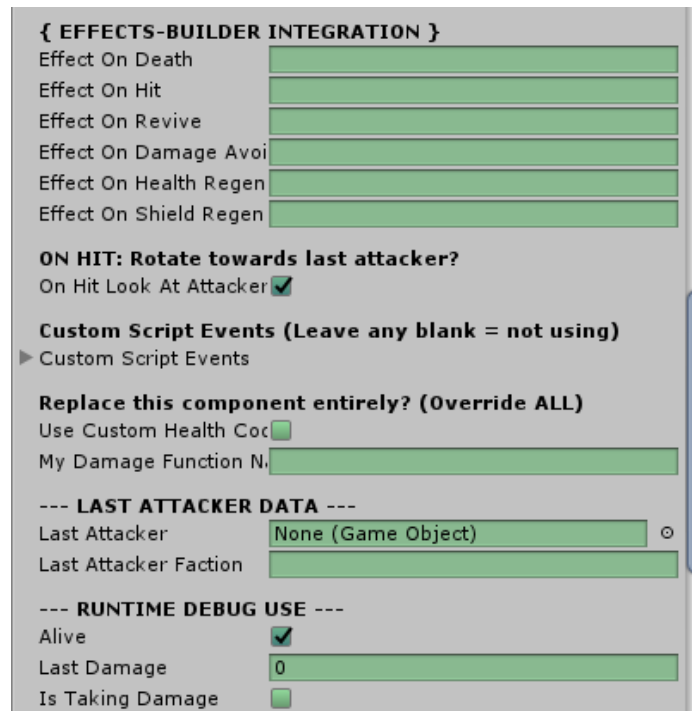 { EFFECTS-BUILDER INTEGRATION }
Effect On Death
Effect On Hit
Effect On Revive
Effect On Damage Avoi
Effect On Health Regen
Effect On Shield Regen
ON HIT: Rotate towards last attacker?
On Hit Look At Attacker
Custom Script Events (Leave any blank = not using)
Custom Script Events
Replace this component entirely? (Override ALL)
Use Custom Health Coc
My Damage Function N
--- LAST ATTACKER DATA ---
Last Attacker None (Game Object)
Last Attacker Faction
--- RUNTIME DEBUG USE ---
Alive
Last Damage 0
Is Taking Damage